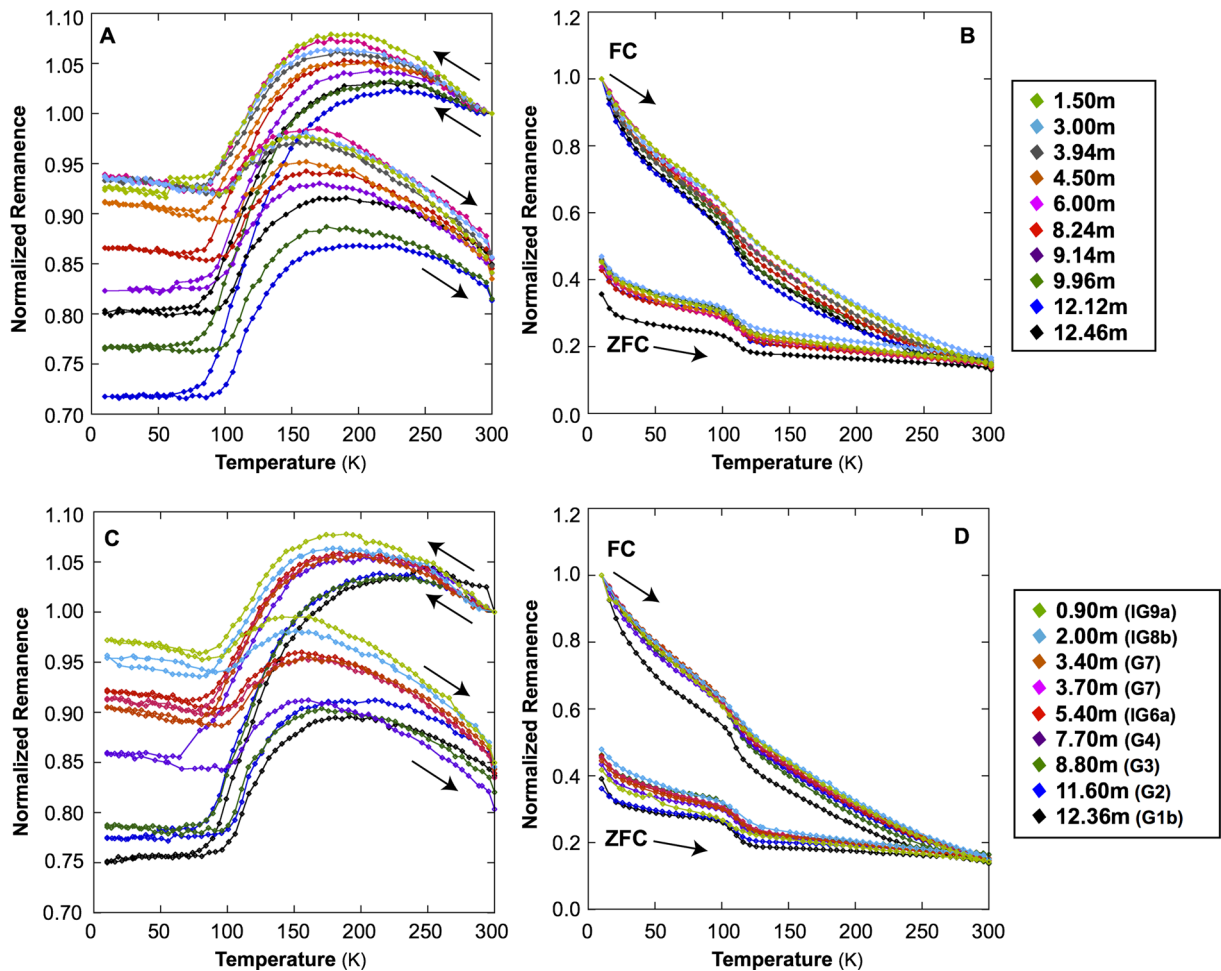 A
Normalized Remanence
1.10
1.05
1.00
0.95
0.90
0.85
0.80
0.75
0.70
0 50 100 150 200 250 300
Temperature (K)
B
FC
ZFC
Normalized Remanence
1.2
1.0
0.8
0.6
0.4
0.2
0.0
0 50 100 150 200 250 300
Temperature (K)
1.50m
3.00m
3.94m
4.50m
6.00m
8.24m
9.14m
9.96m
12.12m
12.46m
C
Normalized Remanence
1.10
1.05
1.00
0.95
0.90
0.85
0.80
0.75
0.70
0 50 100 150 200 250 300
Temperature (K)
D
FC
ZFC
Normalized Remanence
1.2
1.0
0.8
0.6
0.4
0.2
0.0
0 50 100 150 200 250 300
Temperature (K)
0.90m (IG9a)
2.00m (IG8b)
3.40m (G7)
3.70m (G7)
5.40m (IG6a)
7.70m (G4)
8.80m (G3)
11.60m (G2)
12.36m (G1b)